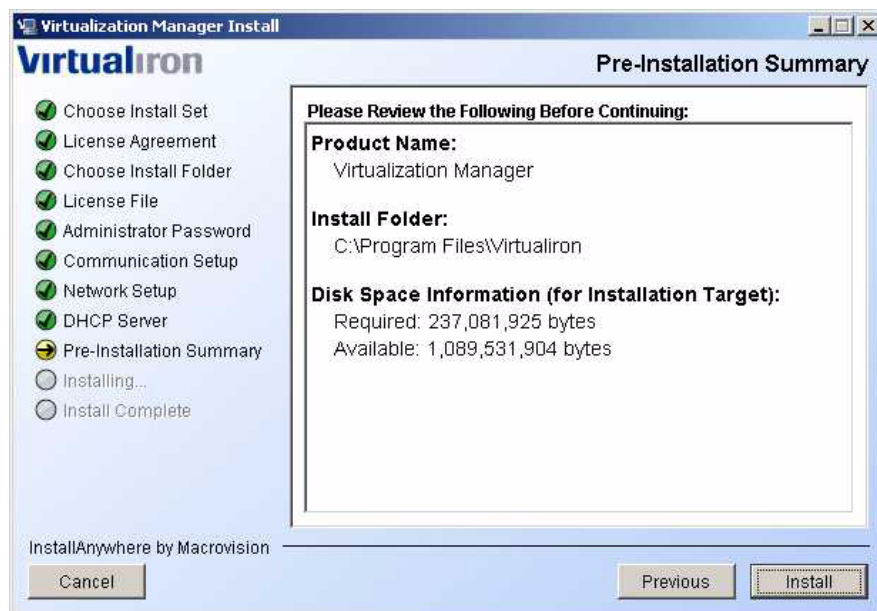 Virtualization Manager Install
Virtualiron
Pre-Installation Summary
Choose Install Set
License Agreement
Choose Install Folder
License File
Administrator Password
Communication Setup
Network Setup
DHCP Server
Pre-Installation Summary
Installing...
Install Complete
Please Review the Following Before Continuing:
Product Name:
Virtualization Manager
Install Folder:
C:\Program Files\Virtualiron
Disk Space Information (for Installation Target):
Required: 237,081,925 bytes
Available: 1,089,531,904 bytes
InstallAnywhere by Macrovision
Cancel
Previous
Install